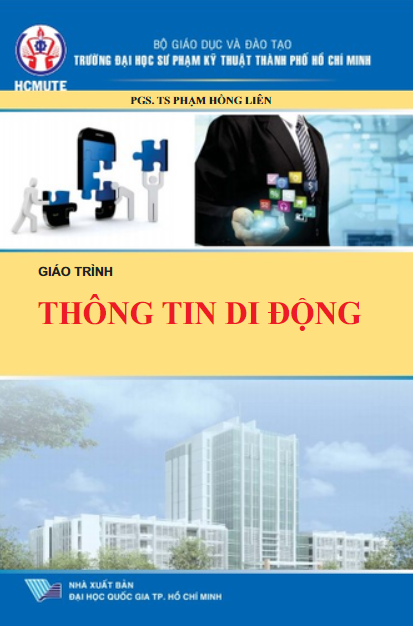 BỘ GIÁO DỤC VÀ ĐÀO TẠO
TRƯỜNG ĐẠI HỌC SƯ PHẠM KỸ THUẬT THÀNH PHỐ HỒ CHÍ MINH
HCMUTE
PGS. TS PHẠM HỒNG LIÊN
GIÁO TRÌNH
THÔNG TIN DI ĐỘNG
NHÀ XUẤT BẢN
ĐẠI HỌC QUỐC GIA TP. HỒ CHÍ MINH